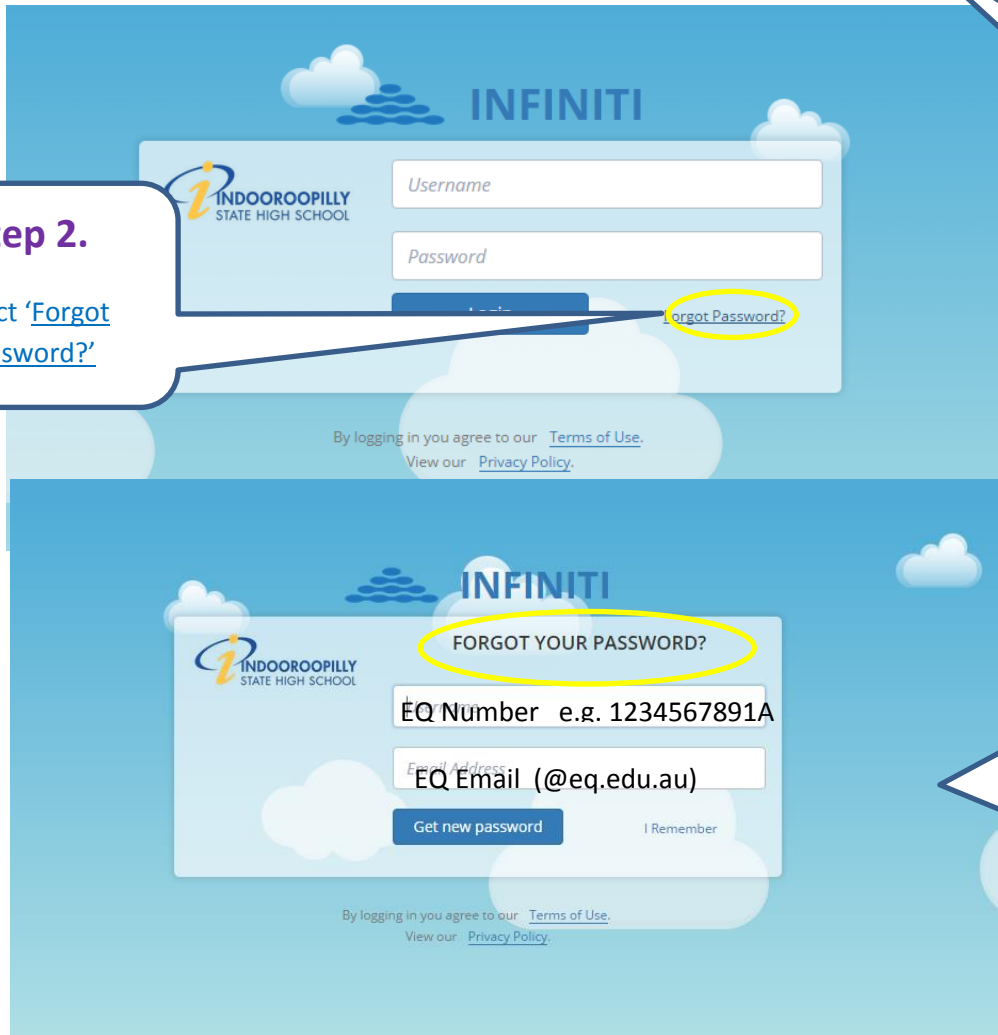 INFINITI
INDOOROOPILLY
STATE HIGH SCHOOL
Username
Password
ep 2.
ct ‘Forgot
sword?’
Forgot Password?
By logging in you agree to our Terms of Use.
View our Privacy Policy.
INFINITI
INDOOROOPILLY
STATE HIGH SCHOOL
FORGOT YOUR PASSWORD?
Username
EQ Number e.g. 1234567891A
Email Address
EQ Email (@eq.edu.au)
Get new password
I Remember
By logging in you agree to our Terms of Use.
View our Privacy Policy.